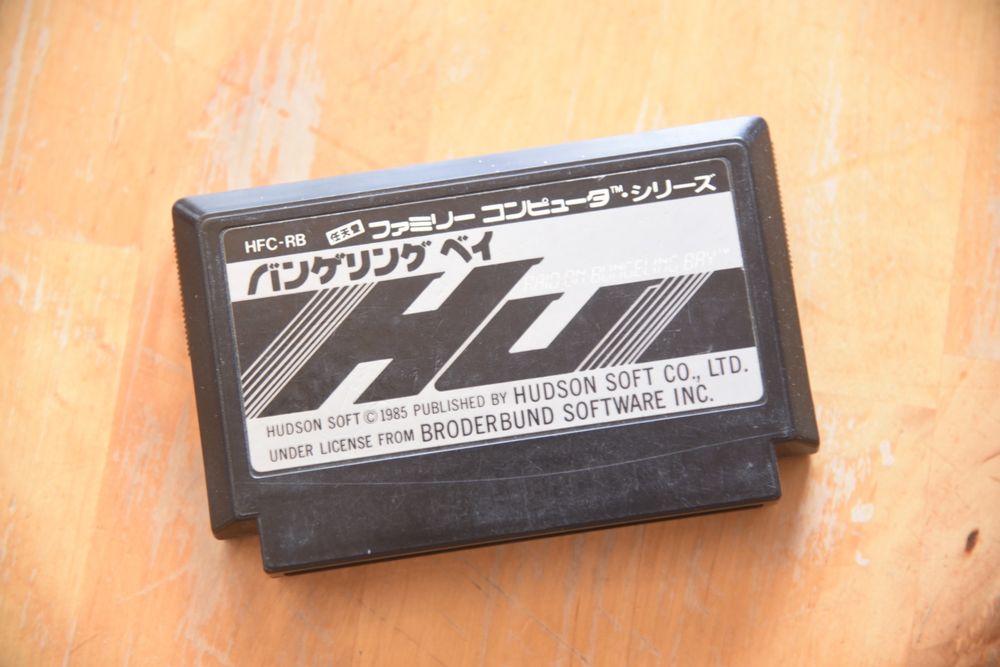 HFC-RB 任天堂 ファミリー コンピュータ™・シリーズ
バンゲリング ベイ
RAID ON BUNGELING BAY™
HU
HUDSON SOFT ©1985 PUBLISHED BY HUDSON SOFT CO., LTD.
UNDER LICENSE FROM BRODERBUND SOFTWARE INC.